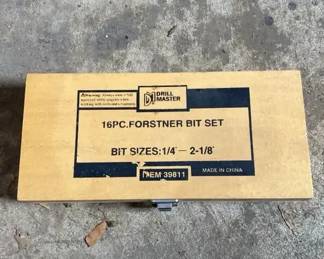 DRILL
MASTER
16PC.FORSTNER BIT SET
BIT SIZES:1/4"— 2-1/8"
ITEM 39811
MADE IN CHINA